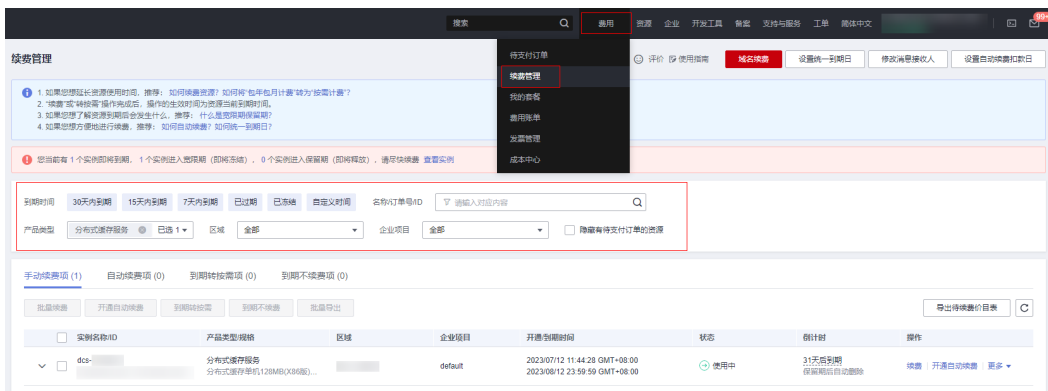 搜索 费用 资源 企业 开发工具 备案 支持与服务 工单 简体中文 99+
续费管理
待支付订单
续费管理
我的套餐
费用账单
发票管理
成本中心
评价 使用指南 域名续费 设置统一到期日 修改消息接收人 设置自动续费扣款日
1. 如果您想延长资源使用时间，推荐： 如何续费资源？如何将“包年包月计费”转为“按需计费”？
2. “续费”或“转按需”操作完成后，操作的生效时间为资源当前到期时间。
3. 如果您想了解资源到期后会发生什么，推荐： 什么是宽限期保留期？
4. 如果您想方便地进行续费，推荐： 如何自动续费？如何统一到期日？
您当前有 1 个实例即将到期， 1 个实例进入宽限期（即将冻结）， 0 个实例进入保留期（即将释放），请尽快续费 查看实例
到期时间 30天内到期 15天内到期 7天内到期 已过期 已冻结 自定义时间 名称/订单号/ID 请输入对应内容
产品类型 分布式缓存服务 已选 1 区域 全部 企业项目 全部 隐藏有待支付订单的资源
手动续费项 (1) 自动续费项 (0) 到期转按需项 (0) 到期不续费项 (0)
批量续费 开通自动续费 到期转按需 到期不续费 批量导出 导出待续费价目表
实例名称/ID 产品类型/规格 区域 企业项目 开通/到期时间 状态 倒计时 操作
dcs- 分布式缓存服务 default 2023/07/12 11:44:28 GMT+08:00 使用中 31天后到期 续费 开通自动续费 更多
分布式缓存单机128MB(X86版)... 2023/08/12 23:59:59 GMT+08:00 保留期后自动删除